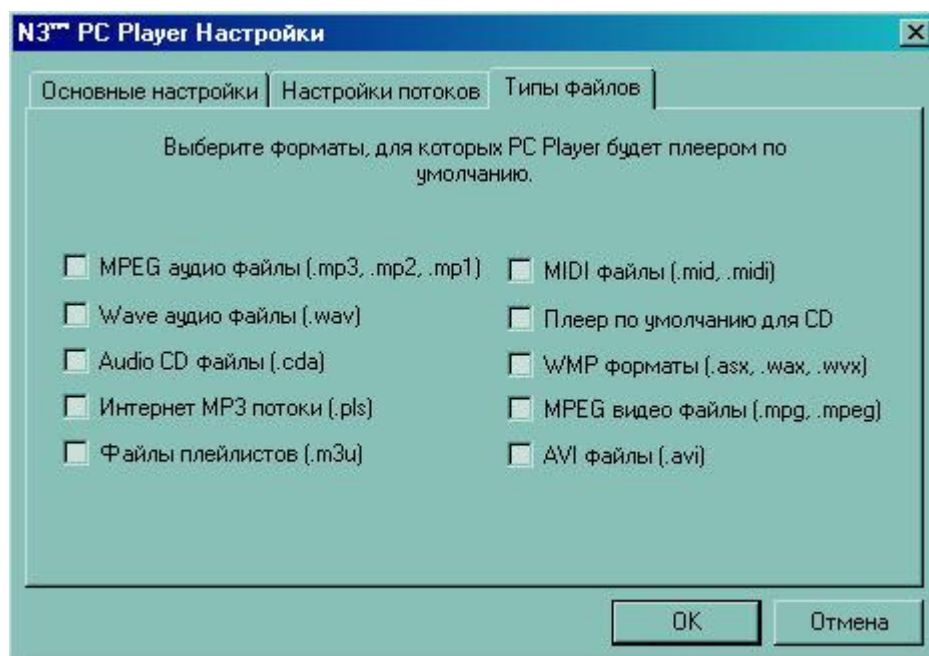 N3™ PC Player Настройки
Основные настройки
Настройки потоков
Типы файлов
Выберите форматы, для которых PC Player будет плеером по
умолчанию.
MPEG аудио файлы (.mp3, .mp2, .mp1)
Wave аудио файлы (.wav)
Audio CD файлы (.cda)
Интернет MP3 потоки (.pls)
Файлы плейлистов (.m3u)
MIDI файлы (.mid, .midi)
Плеер по умолчанию для CD
WMP форматы (.asx, .wax, .wvx)
MPEG видео файлы (.mpg, .mpeg)
AVI файлы (.avi)
OK
Отмена